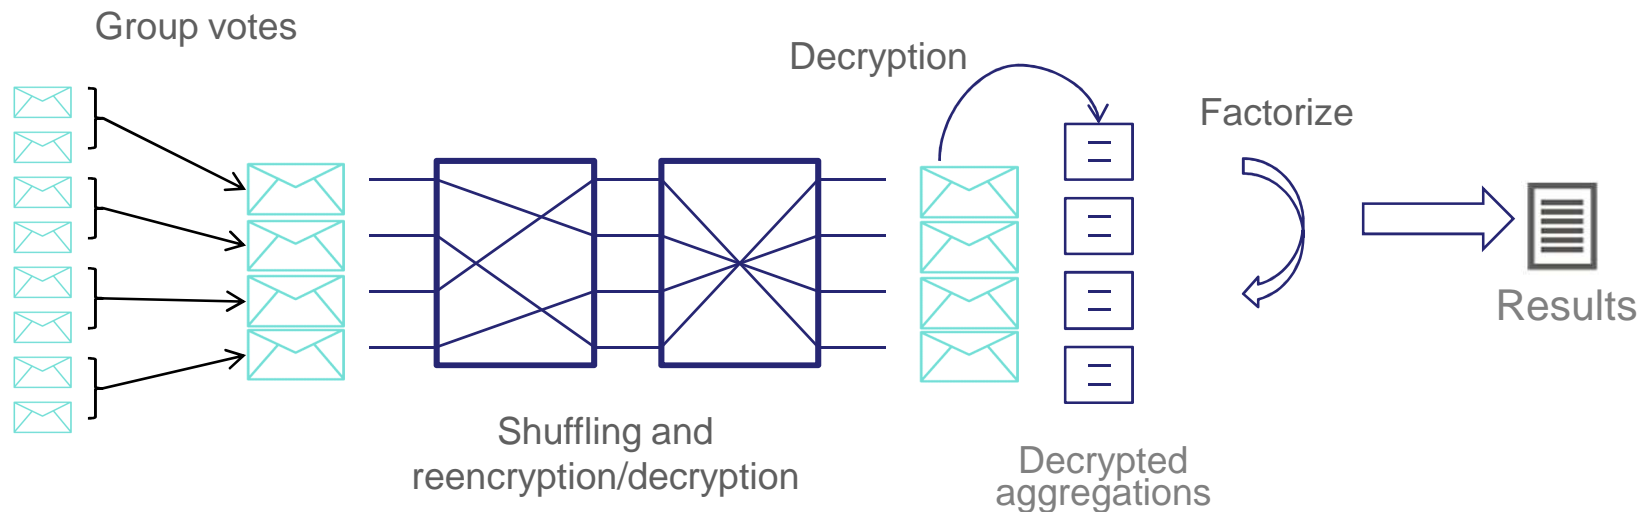 Group votes
Decryption
Factorize
Results
Shuffling and
reencryption/decryption
Decrypted
aggregations